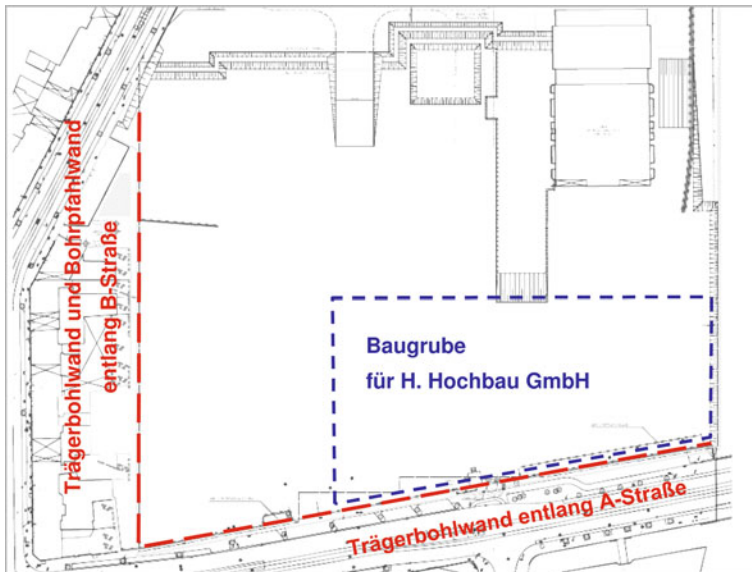 Trägerbohlwand und Bohrpfahlwand
entlang B-Straße
Baugrube
für H. Hochbau GmbH
Trägerbohlwand entlang A-Straße